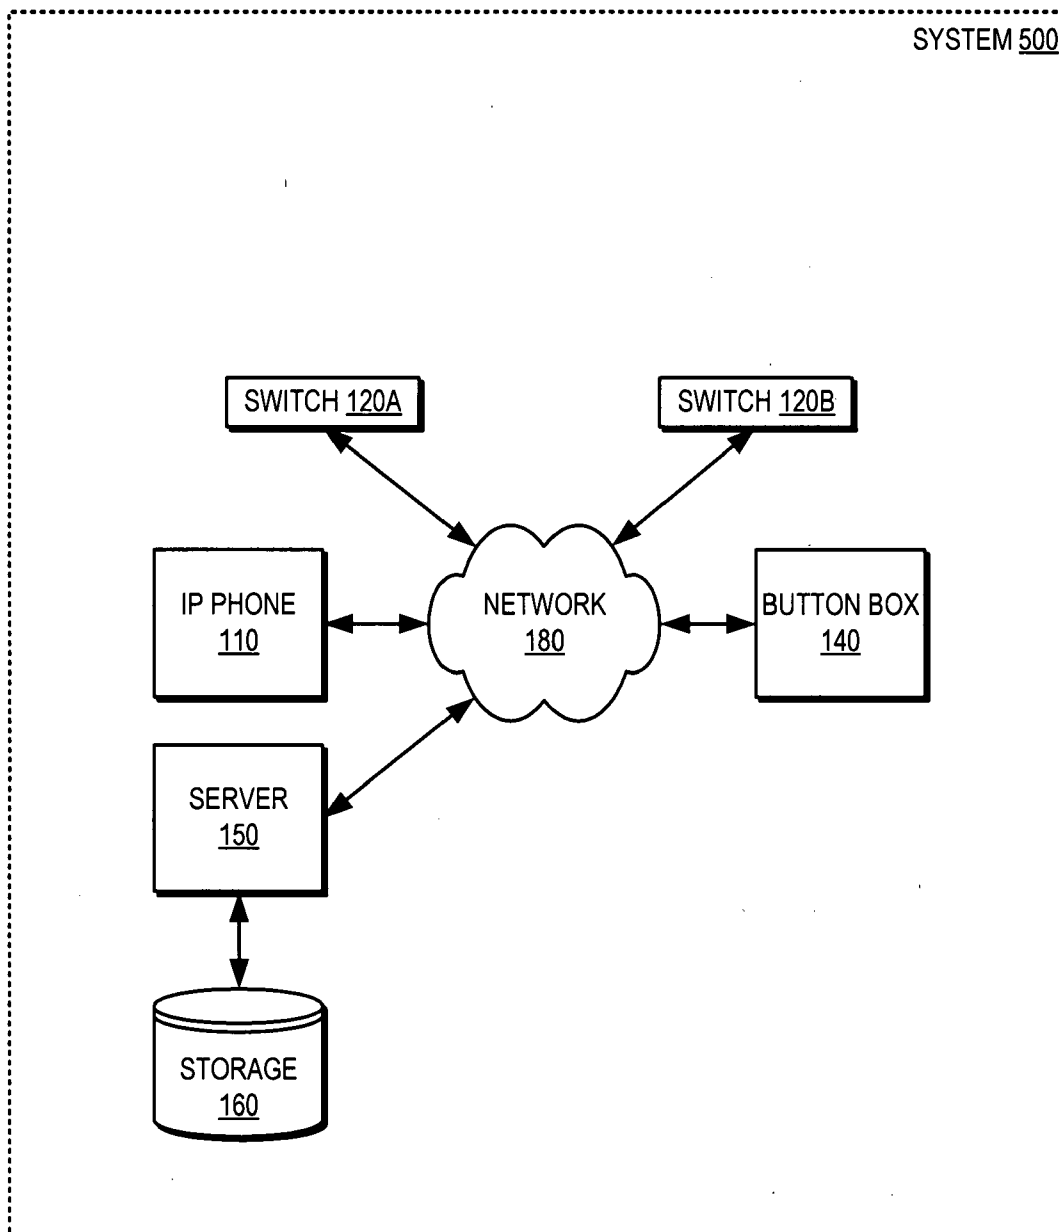 SYSTEM 500
SWITCH 120A
SWITCH 120B
IP PHONE
110
NETWORK
180
BUTTON BOX
140
SERVER
150
STORAGE
160